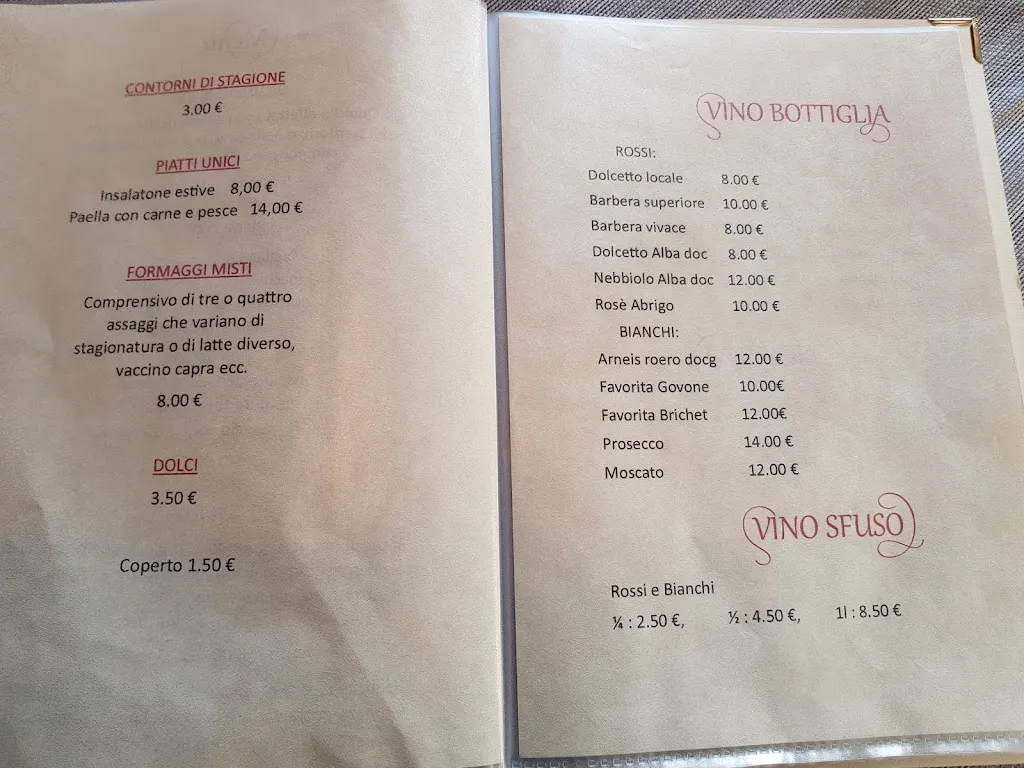 CONTORNI DI STAGIONE
3.00 €
PIATTI UNICI
Insalatone estive 8,00 €
Paella con carne e pesce 14,00 €
FORMAGGI MISTI
Comprensivo di tre o quattro
assaggi che variano di
stagionatura o di latte diverso,
vaccino capra ecc.
8.00 €
DOLCI
3.50 €
Coperto 1.50 €
VINO BOTTIGLIA
ROSSI:
Dolcetto locale 8.00 €
Barbera superiore 10.00 €
Barbera vivace 8.00 €
Dolcetto Alba doc 8.00 €
Nebbiolo Alba doc 12.00 €
Rosè Abrigo 10.00 €
BIANCHI:
Arneis roero docg 12.00 €
Favorita Govone 10.00€
Favorita Brichet 12.00€
Prosecco 14.00 €
Moscato 12.00 €
VINO SFUSO
Rossi e Bianchi
¼ : 2.50 €, ½ : 4.50 €, 1l : 8.50 €